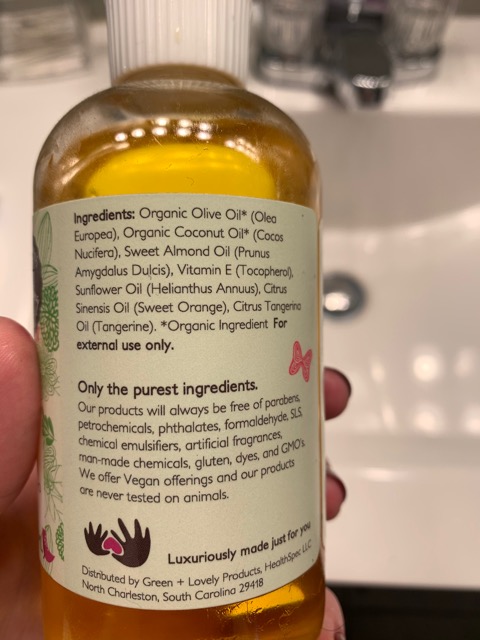 Ingredients: Organic Olive Oil* (Olea
Europea), Organic Coconut Oil* (Cocos
Nucifera), Sweet Almond Oil (Prunus
Amygdalus Dulcis), Vitamin E (Tocopherol),
Sunflower Oil (Helianthus Annuus), Citrus
Sinensis Oil (Sweet Orange), Citrus Tangerina
Oil (Tangerine). *Organic Ingredient For
external use only.
Only the purest ingredients.
Our products will always be free of parabens,
petrochemicals, phthalates, formaldehyde, SLS,
chemical emulsifiers, artificial fragrances,
man-made chemicals, gluten, dyes, and GMO's.
We offer Vegan offerings and our products
are never tested on animals.
Luxuriously made just for you
Distributed by Green + Lovely Products, HealthSpec LLC
North Charleston, South Carolina 29418